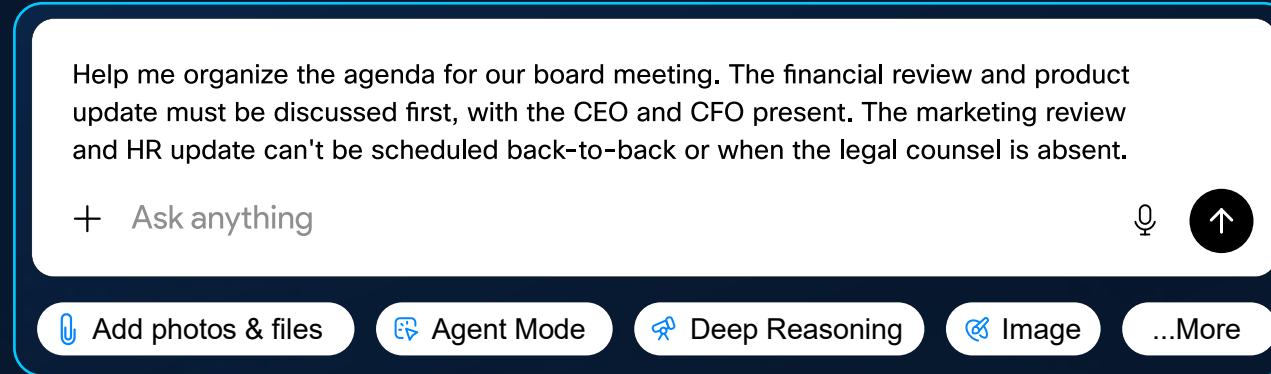 Help me organize the agenda for our board meeting. The financial review and product
update must be discussed first, with the CEO and CFO present. The marketing review
and HR update can't be scheduled back-to-back or when the legal counsel is absent.
Ask anything
Add photos & files
Agent Mode
Deep Reasoning
Image
...More